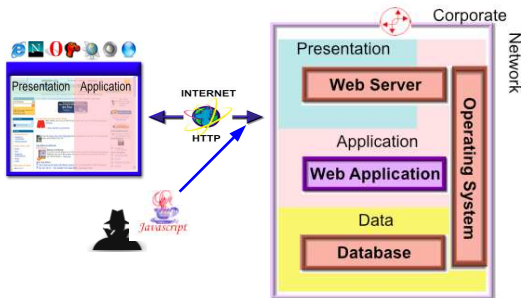 Corporate
Network
Presentation
Web Server
Application
Web Application
Operating System
Data
Database
Presentation Application
INTERNET
HTTP
Javascript